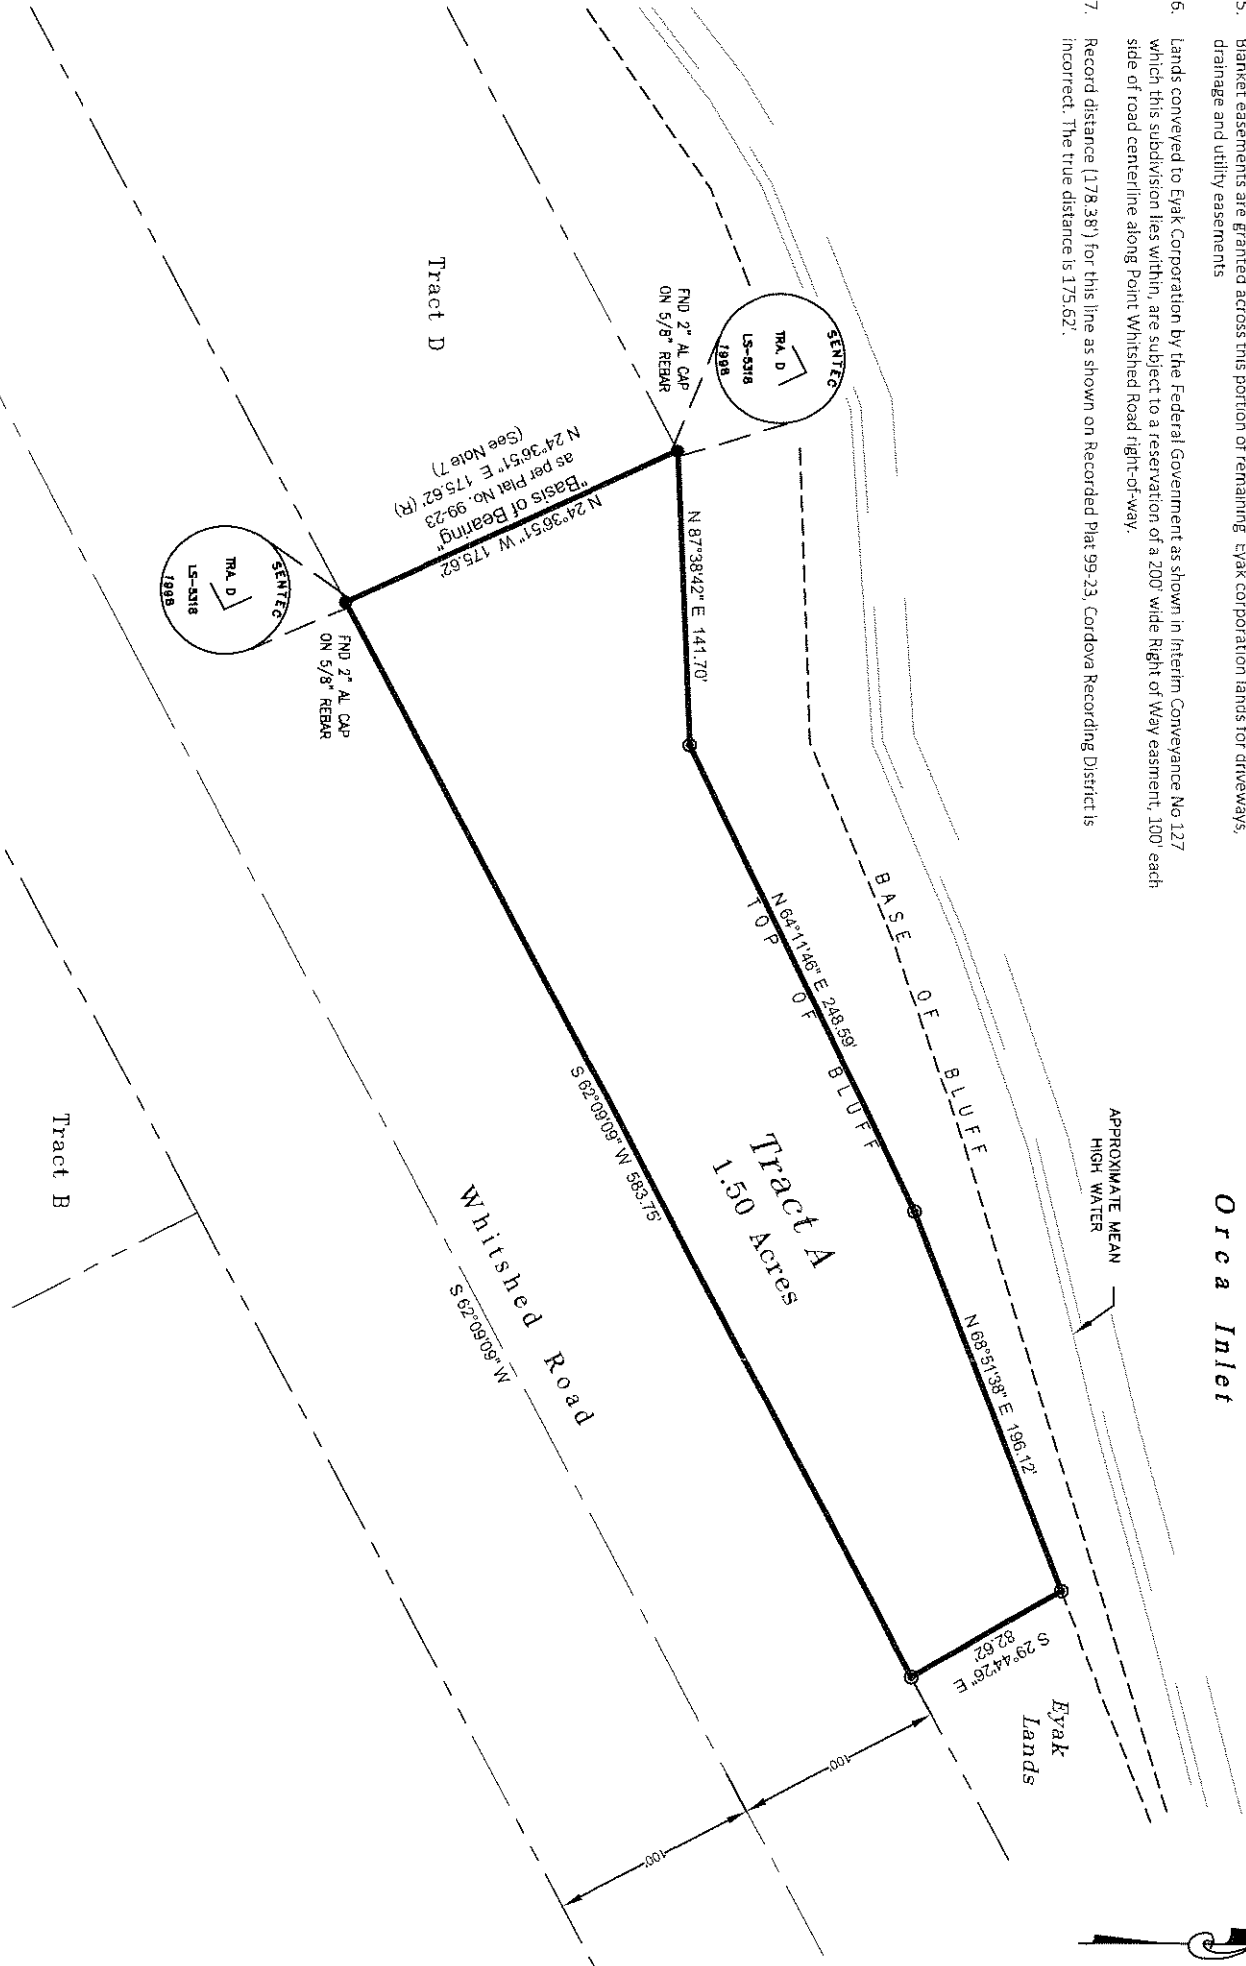 5. Blanket easements are granted across this portion of remaining Eyak corporation lands for driveways,
drainage and utility easements
6. Lands conveyed to Eyak Corporation by the Federal Govenment as shown in Interim Conveyance No 127
which this subdivision lies within, are subject to a reservation of a 200' wide Right of Way easment, 100' each
side of road centerline along Point Whitshed Road right-of-way.
7. Record distance (178.38') for this line as shown on Recorded Plat 99-23, Cordova Recording District is
incorrect. The true distance is 175.62'.
Orca Inlet
APPROXIMATE MEAN
HIGH WATER
SENTEC
TRA. D
LS-5318
1998
FND 2" AL CAP
ON 5/8" REBAR
BASE OF BLUFF
N 87°38'42" E 141.70'
N 64°11'46" E 248.59'
TOP OF BLUFF
N 68°51'38" E 196.12'
S 29°44'26" E
82.62'
Eyak
Lands
Tract D
N 24°36'51" W 175.62'
"Basis of Bearing"
as per Plat No. 99-23
N 24°36'51" E 175.62' (R)
(See Note 7)
Tract A
1.50 Acres
S 62°09'09" W 583.75'
FND 2" AL CAP
ON 5/8" REBAR
SENTEC
TRA. D
LS-5318
1998
Whitshed Road
S 62°09'09" W
100'
100'
Tract B